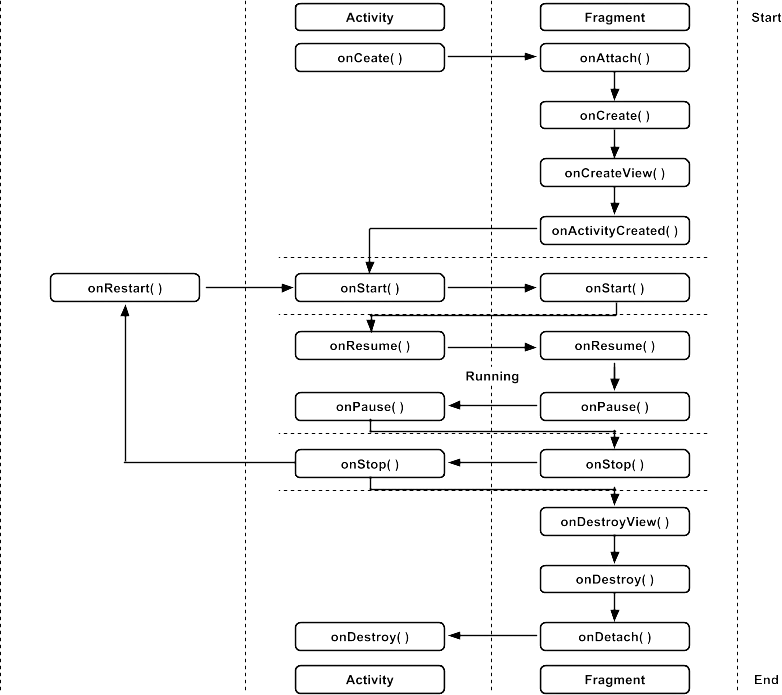 Activity Fragment Start
onCeate( ) onAttach( )
onCreate( )
onCreateView( )
onActivityCreated( )
onRestart( ) onStart( ) onStart( )
onResume( ) onResume( )
Running
onPause( ) onPause( )
onStop( ) onStop( )
onDestroyView( )
onDestroy( )
onDestroy( ) onDetach( )
Activity Fragment End